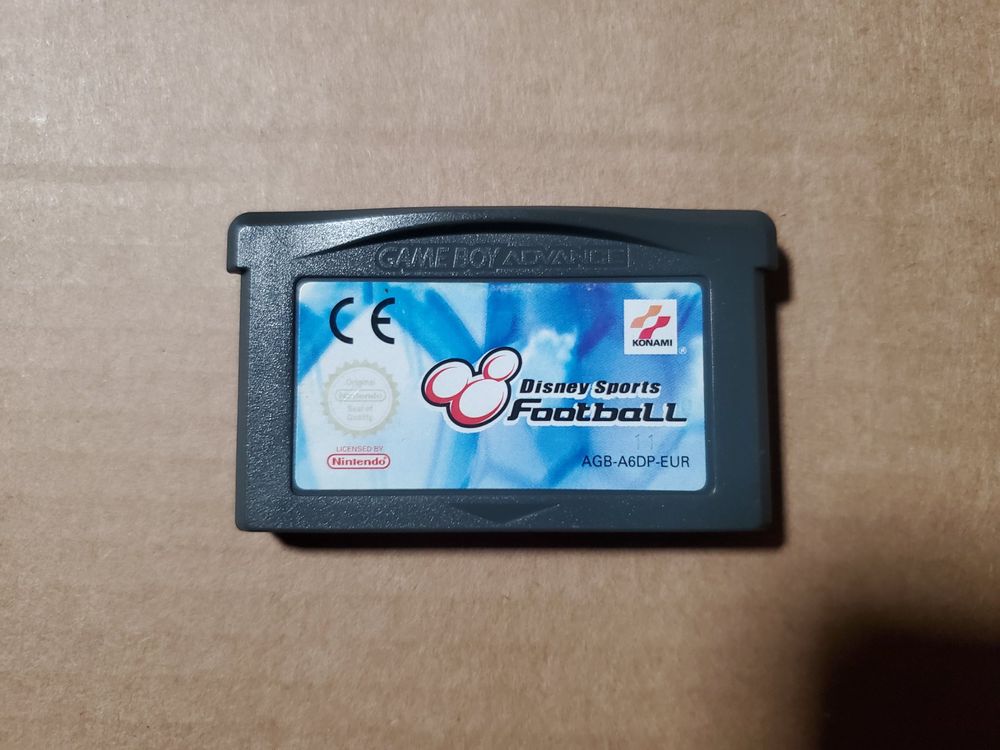 GAME BOY ADVANCE
CE
KONAMI
®
Original
Nintendo
Seal of
Quality
Disney Sports
Football
LICENSED BY
Nintendo
11
AGB-A6DP-EUR